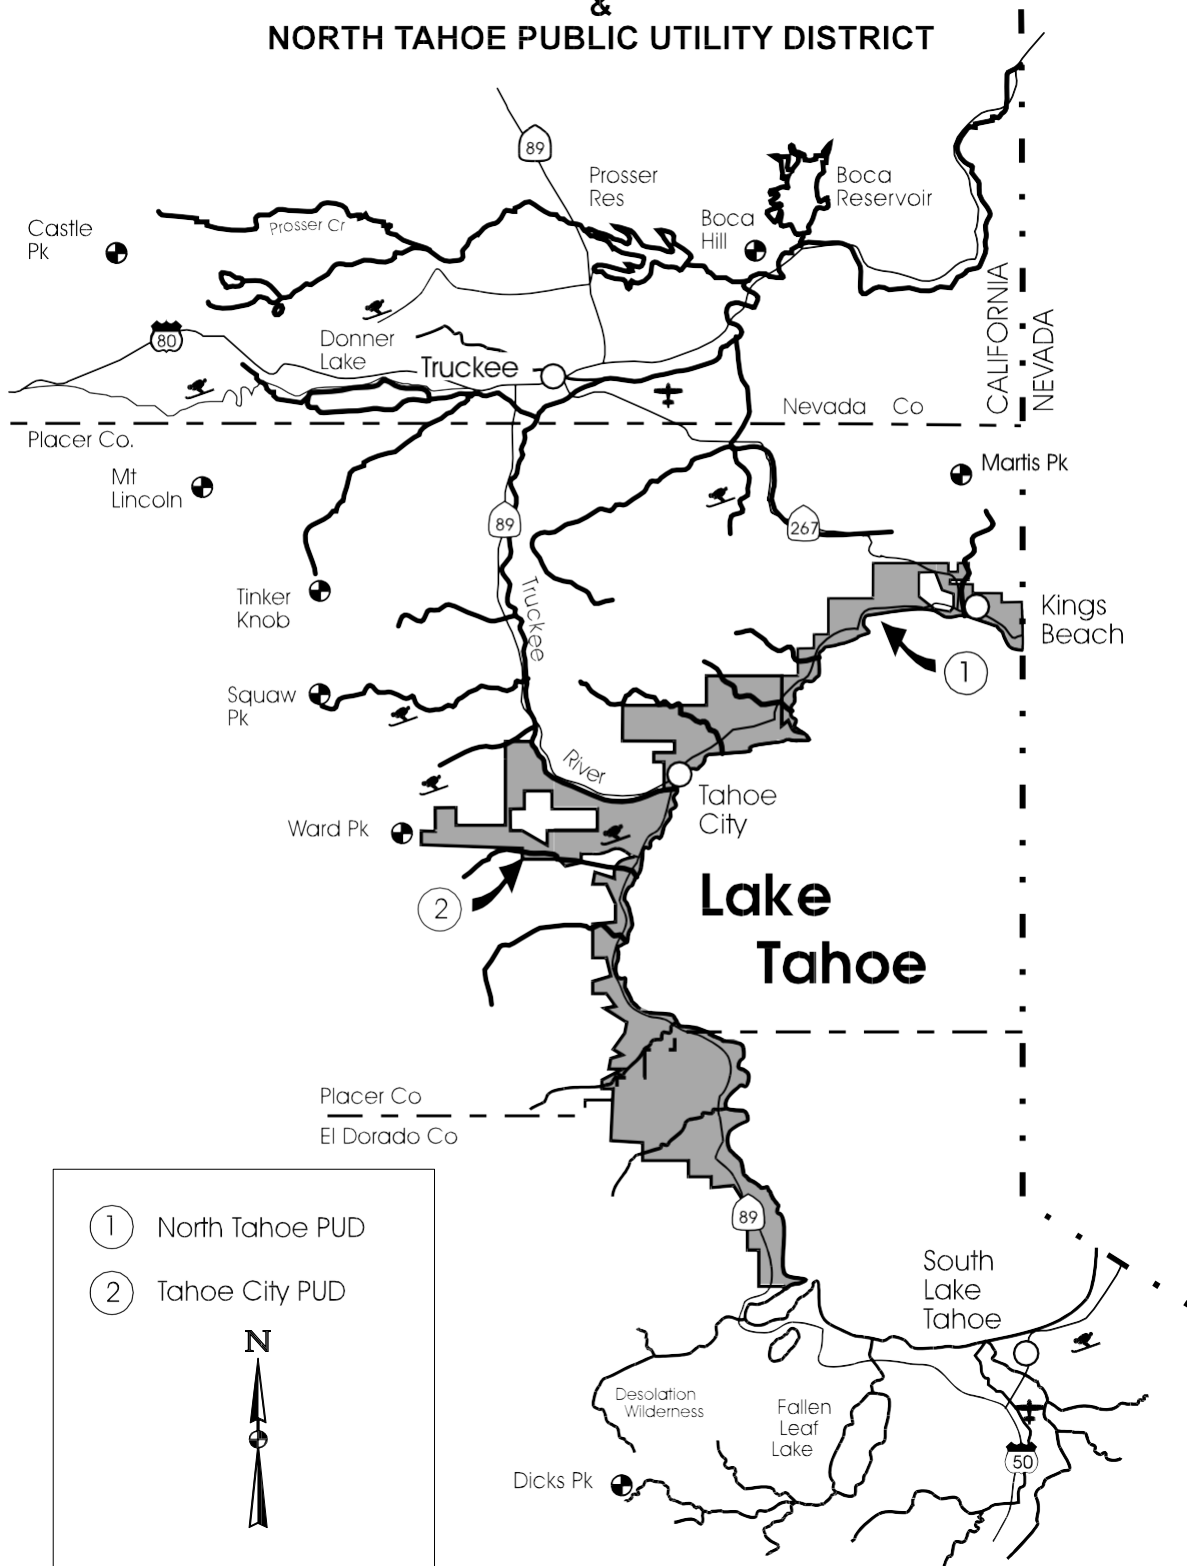 &
NORTH TAHOE PUBLIC UTILITY DISTRICT
89
Prosser
Res
Boca
Reservoir
Boca
Hill
Castle
Pk
Prosser Cr
CALIFORNIA
NEVADA
80
Donner
Lake
Truckee
Nevada Co
Placer Co.
Mt
Lincoln
Martis Pk
89
267
Tinker
Knob
Truckee
Kings
Beach
1
Squaw
Pk
River
Tahoe
City
Ward Pk
2
Lake
Tahoe
Placer Co
El Dorado Co
89
1 North Tahoe PUD
2 Tahoe City PUD
N
South
Lake
Tahoe
Desolation
Wilderness
Fallen
Leaf
Lake
50
Dicks Pk